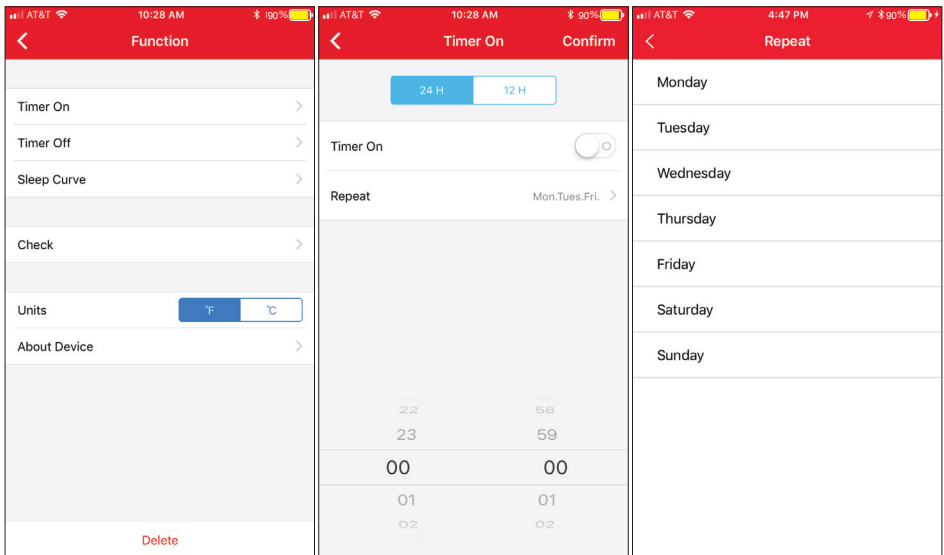 AT&T 10:28 AM 90%
Function
Timer On
Timer Off
Sleep Curve
Check
Units °F °C
About Device
Delete
AT&T 10:28 AM 90%
Timer On Confirm
24 H 12 H
Timer On
Repeat Mon.Tues.Fri.
22 58
23 59
00 00
01 01
02 02
AT&T 4:47 PM 90%
Repeat
Monday
Tuesday
Wednesday
Thursday
Friday
Saturday
Sunday